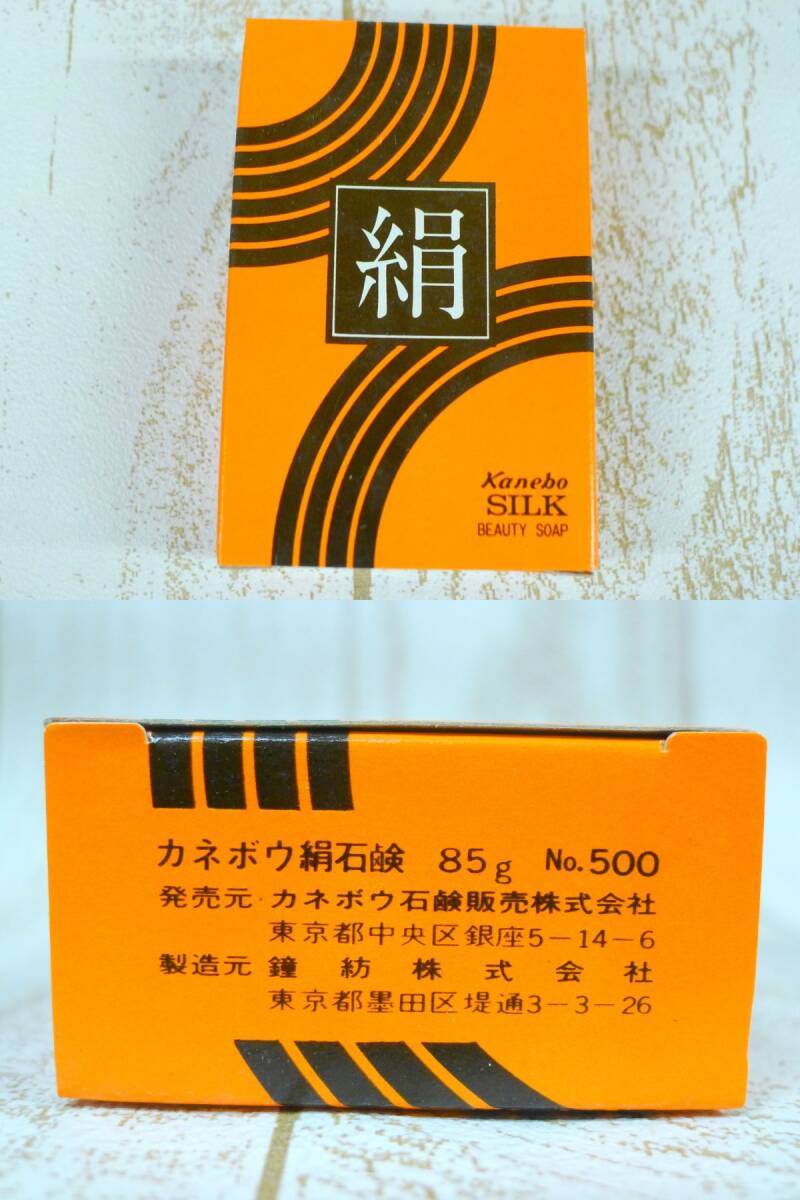 絹
Kanebo
SILK
BEAUTY SOAP
カネボウ絹石鹸 85g No.500
発売元 カネボウ石鹸販売株式会社
東京都中央区銀座5-14-6
製造元 鐘紡株式会社
東京都墨田区堤通3-3-26